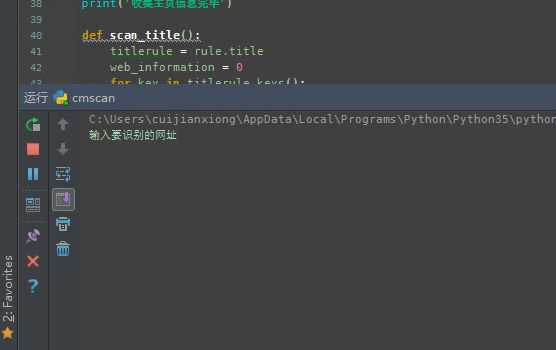 38 print('收集主页信息完毕')
39
40 def scan_title():
41 titlerule = rule.title
42 web_information = 0
43 for key in titlerule.keys():
运行 cmscan
C:\Users\cuijianxiong\AppData\Local\Programs\Python\Python35\python
输入要识别的网址
2: Favorites